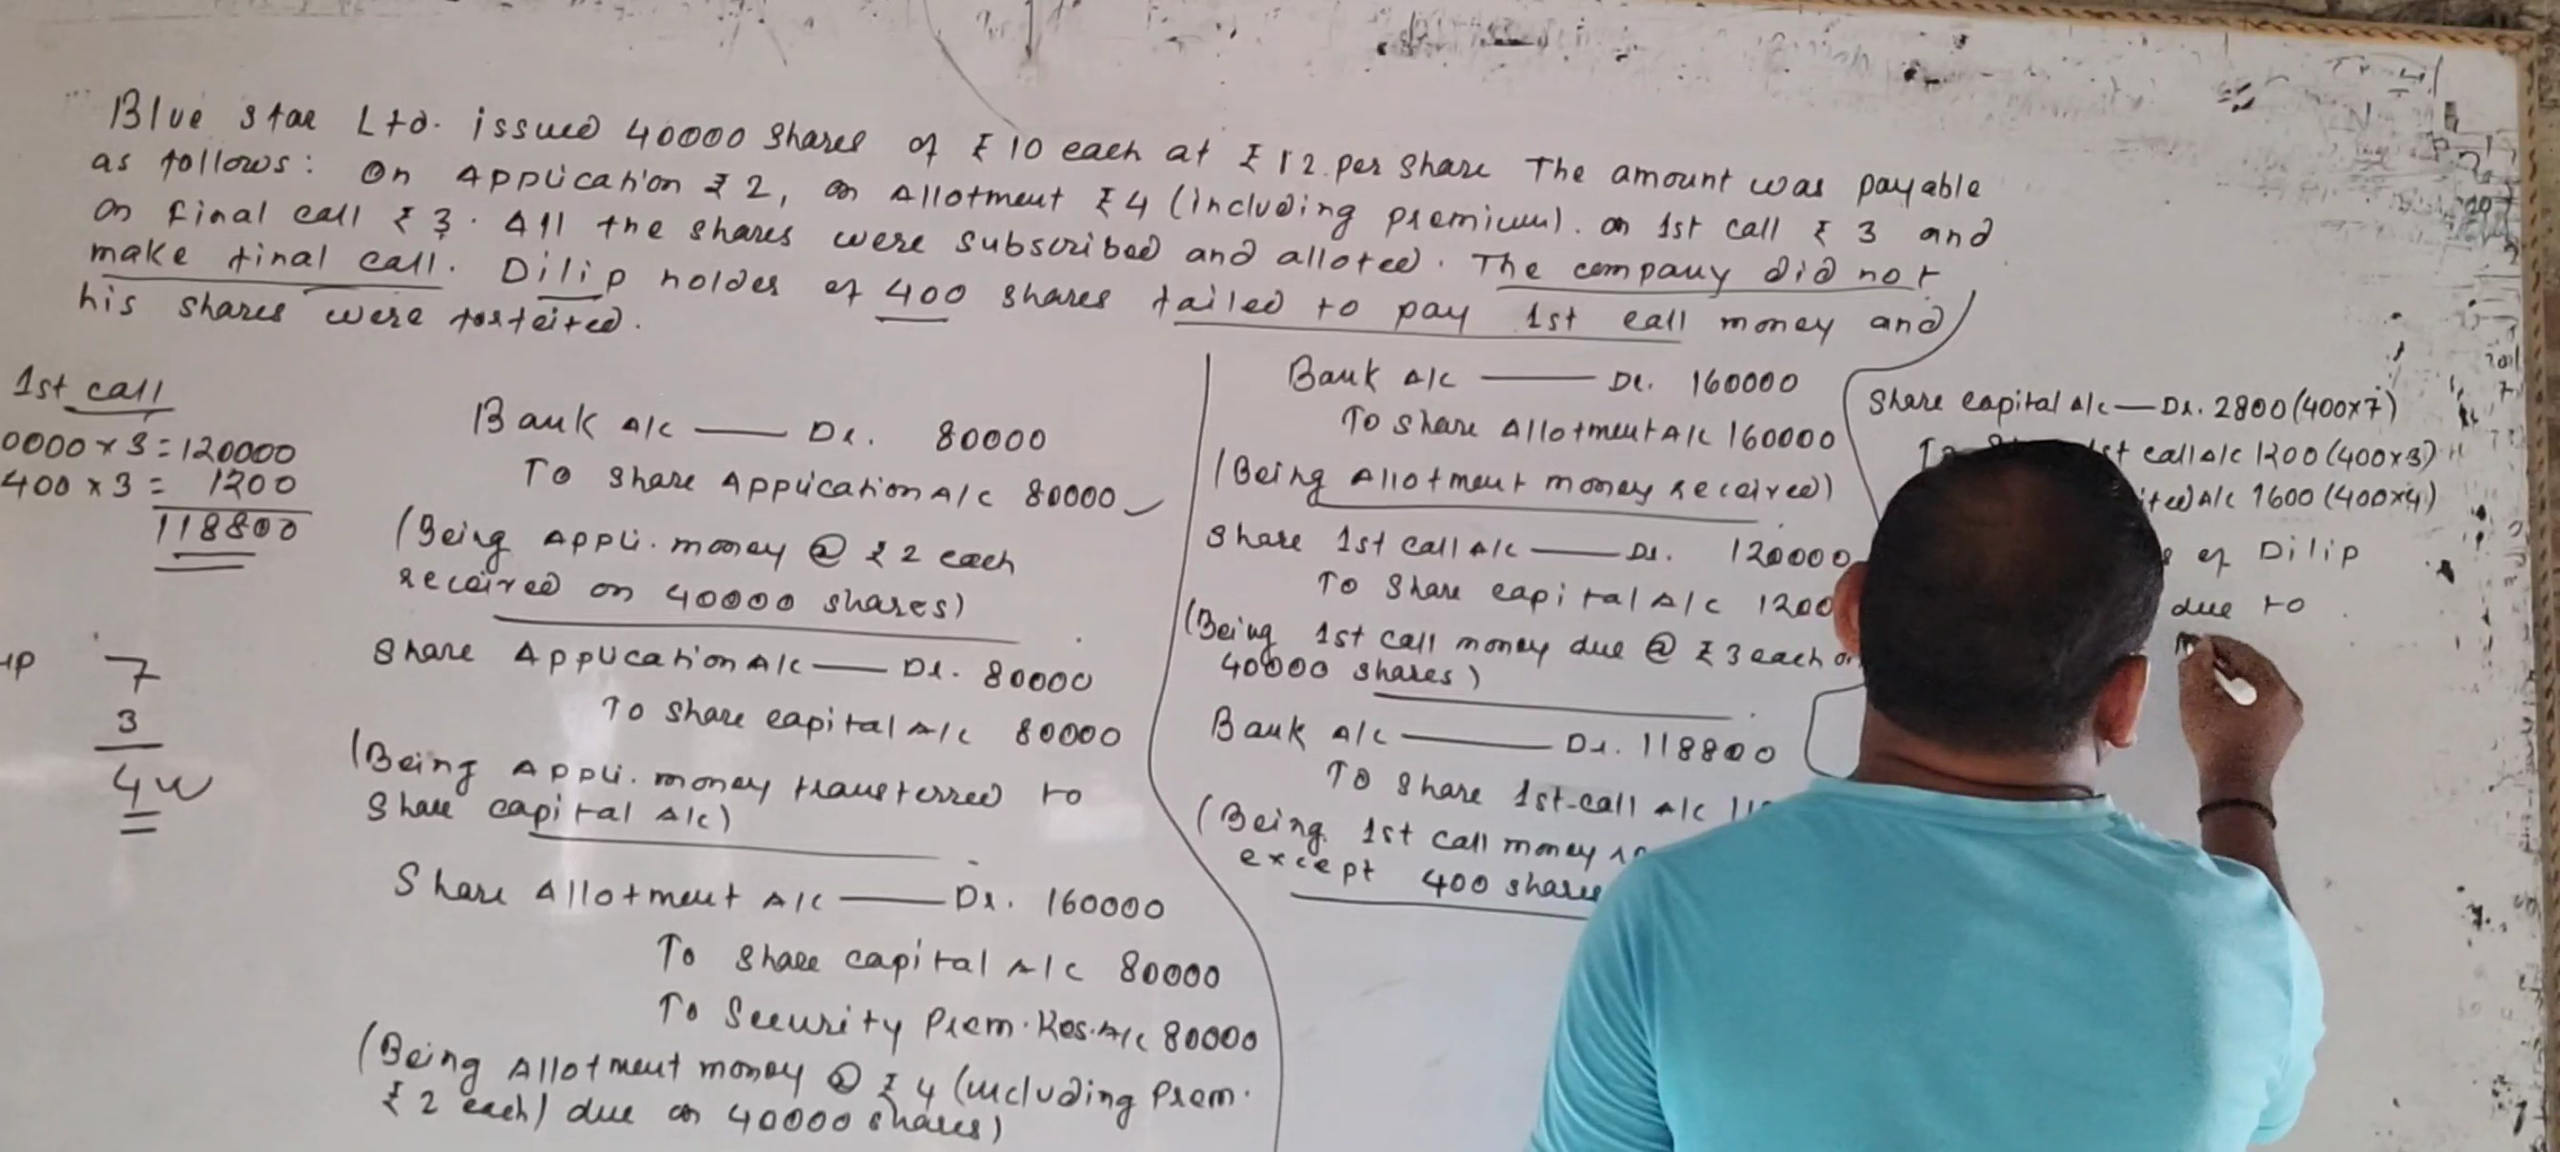 Blue star Ltd. issued 40000 shares of ₹10 each at ₹12 per share The amount was payable
as follows: On Application ₹2, on Allotment ₹4 (including premium). on 1st call ₹3 and
on final call ₹3. All the shares were subscribed and alloted. The company did not
make final call. Dilip holder of 400 shares failed to pay 1st call money and
his shares were forfeited.
1st call
0000 x 3 = 120000
400 x 3 = 1200
118800
7
3
4
Bank A/c — Dr. 80000
To Share Application A/c 80000
(Being Appli. money @ ₹2 each
received on 40000 shares)
Share Application A/c — Dr. 80000
To Share capital A/c 80000
(Being Appli. money transferred to
Share capital A/c)
Share Allotment A/c — Dr. 160000
To Share capital A/c 80000
To Security Prem. Res. A/c 80000
(Being Allotment money @ ₹4 (including Prem.
₹2 each) due on 40000 shares)
Bank A/c — Dr. 160000
To Share Allotment A/c 160000
(Being Allotment money received)
Share 1st call A/c — Dr. 120000
To Share capital A/c 1200
(Being 1st call money due @ ₹3 each
40000 shares)
Bank A/c — Dr. 118800
To Share 1st call A/c
(Being 1st call money
except 400 shares
Share capital A/c — Dr. 2800 (400x7)
call A/c 1200 (400x3)
A/c 1600 (400x4)
of Dilip
due to